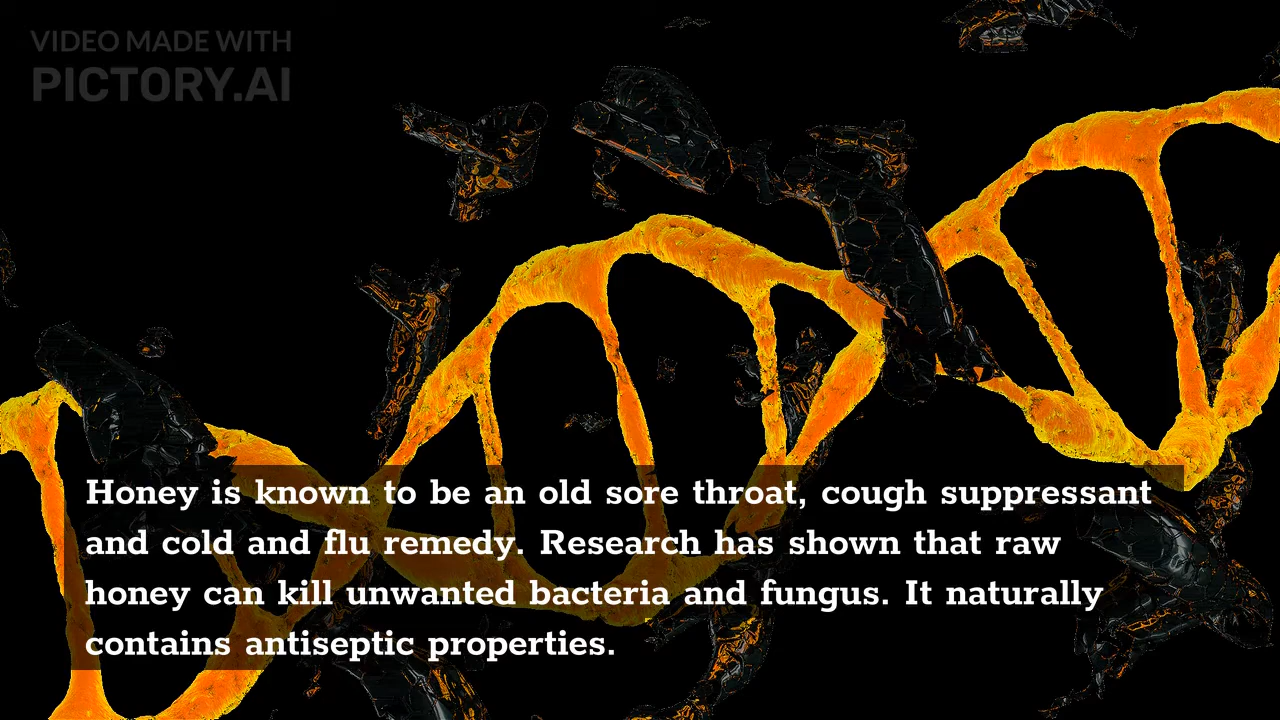 VIDEO MADE WITH
PICTORY.AI
Honey is known to be an old sore throat, cough suppressant
and cold and flu remedy. Research has shown that raw
honey can kill unwanted bacteria and fungus. It naturally
contains antiseptic properties.